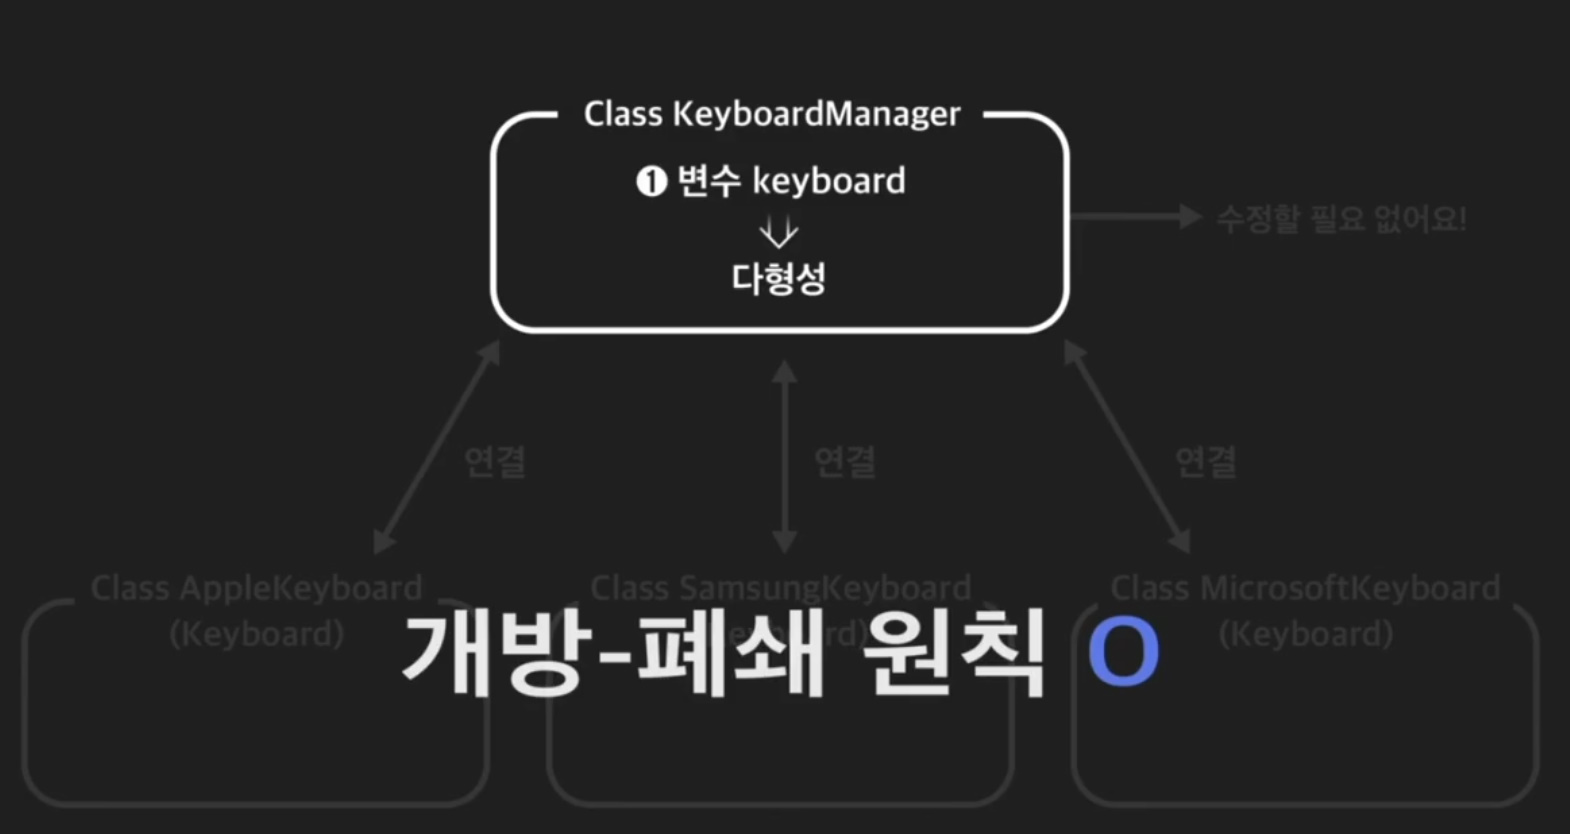 Class KeyboardManager
❶ 변수 keyboard
다형성
수정할 필요 없어요!
연결
연결
연결
Class AppleKeyboard
(Keyboard)
Class SamsungKeyboard
(Keyboard)
Class MicrosoftKeyboard
(Keyboard)
개방-폐쇄 원칙 O